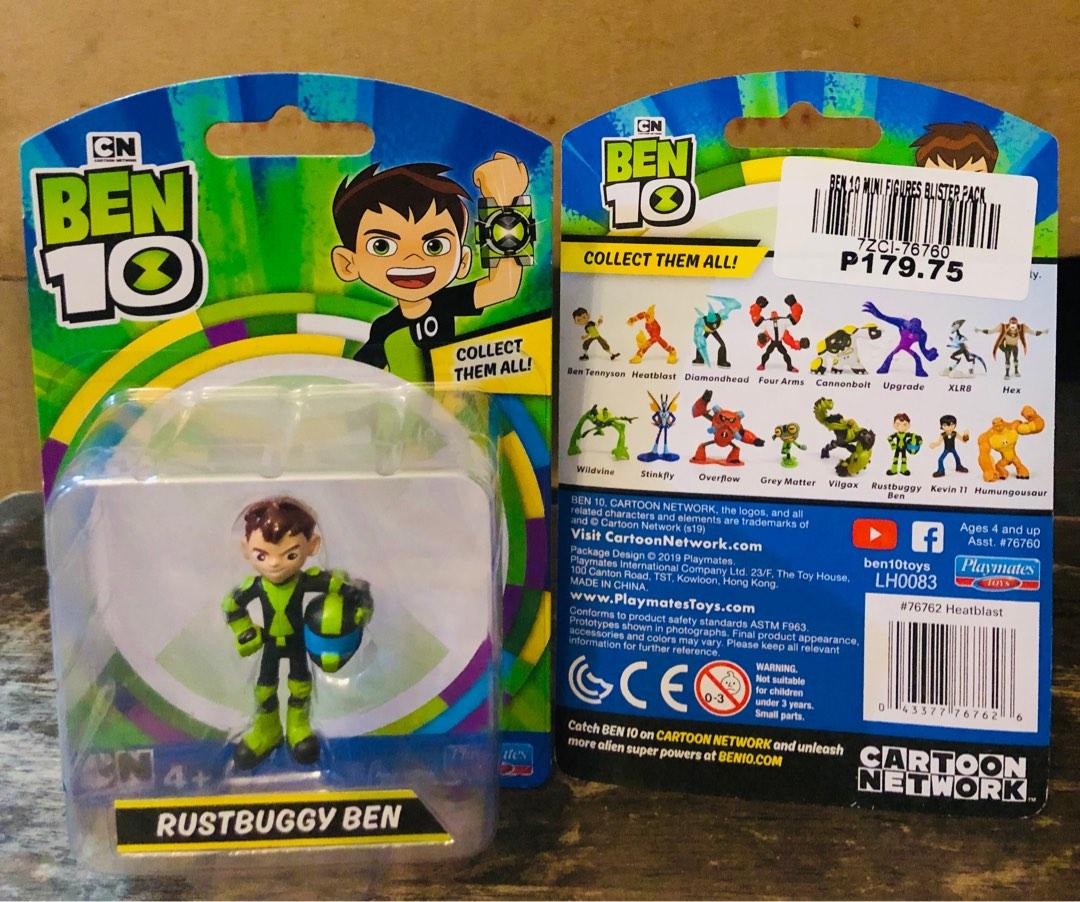 CN
CARTOON NETWORK
BEN
10
10
COLLECT
THEM ALL!
CN 4+
RUSTBUGGY BEN
CN
CARTOON NETWORK
BEN
10
BEN 10 MINI FIGURES BLISTER PACK
7ZCI-76760
P179.75
ly.
COLLECT THEM ALL!
Ben Tennyson Heatblast Diamondhead Four Arms Cannonbolt Upgrade XLR8 Hex
Wildvine Stinkfly Overflow Grey Matter Vilgax Rustbuggy Ben Kevin 11 Humungousaur
BEN 10, CARTOON NETWORK, the logos, and all
related characters and elements are trademarks of
and © Cartoon Network (s19)
Visit CartoonNetwork.com
Package Design © 2019 Playmates.
Playmates International Company Ltd. 23/F, The Toy House,
100 Canton Road, TST, Kowloon, Hong Kong.
MADE IN CHINA.
www.PlaymatesToys.com
Conforms to product safety standards ASTM F963.
Prototypes shown in photographs. Final product appearance,
accessories and colors may vary. Please keep all relevant
information for further reference.
CE
0-3
WARNING.
Not suitable
for children
under 3 years.
Small parts.
Catch BEN 10 on CARTOON NETWORK and unleash
more alien super powers at BEN10.COM
f
ben10toys
LH0083
Ages 4 and up
Asst. #76760
Playmates
TOYS
#76762 Heatblast
0 43377 76762 6
CARTOON
NETWORK™